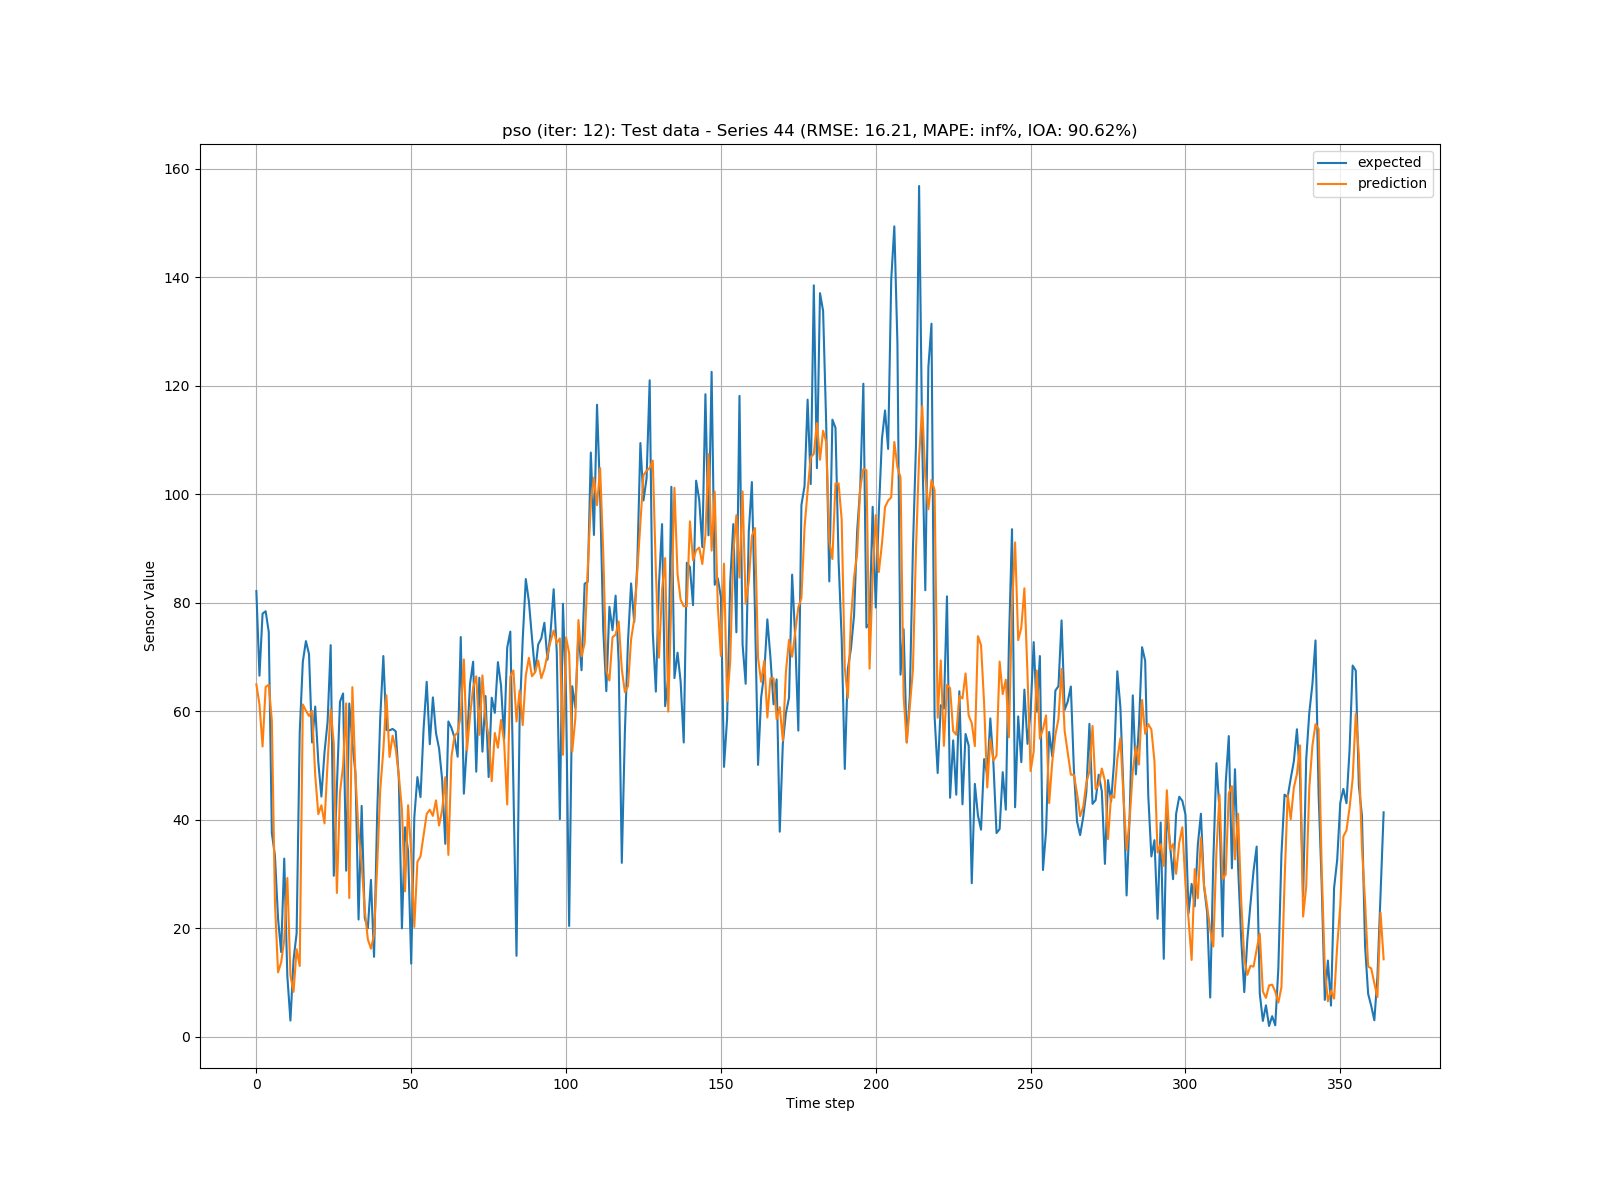 pso (iter: 12): Test data - Series 44 (RMSE: 16.21, MAPE: inf%, IOA: 90.62%)
expected
prediction
160
140
120
100
80
60
40
20
0
Sensor Value
0 50 100 150 200 250 300 350
Time step